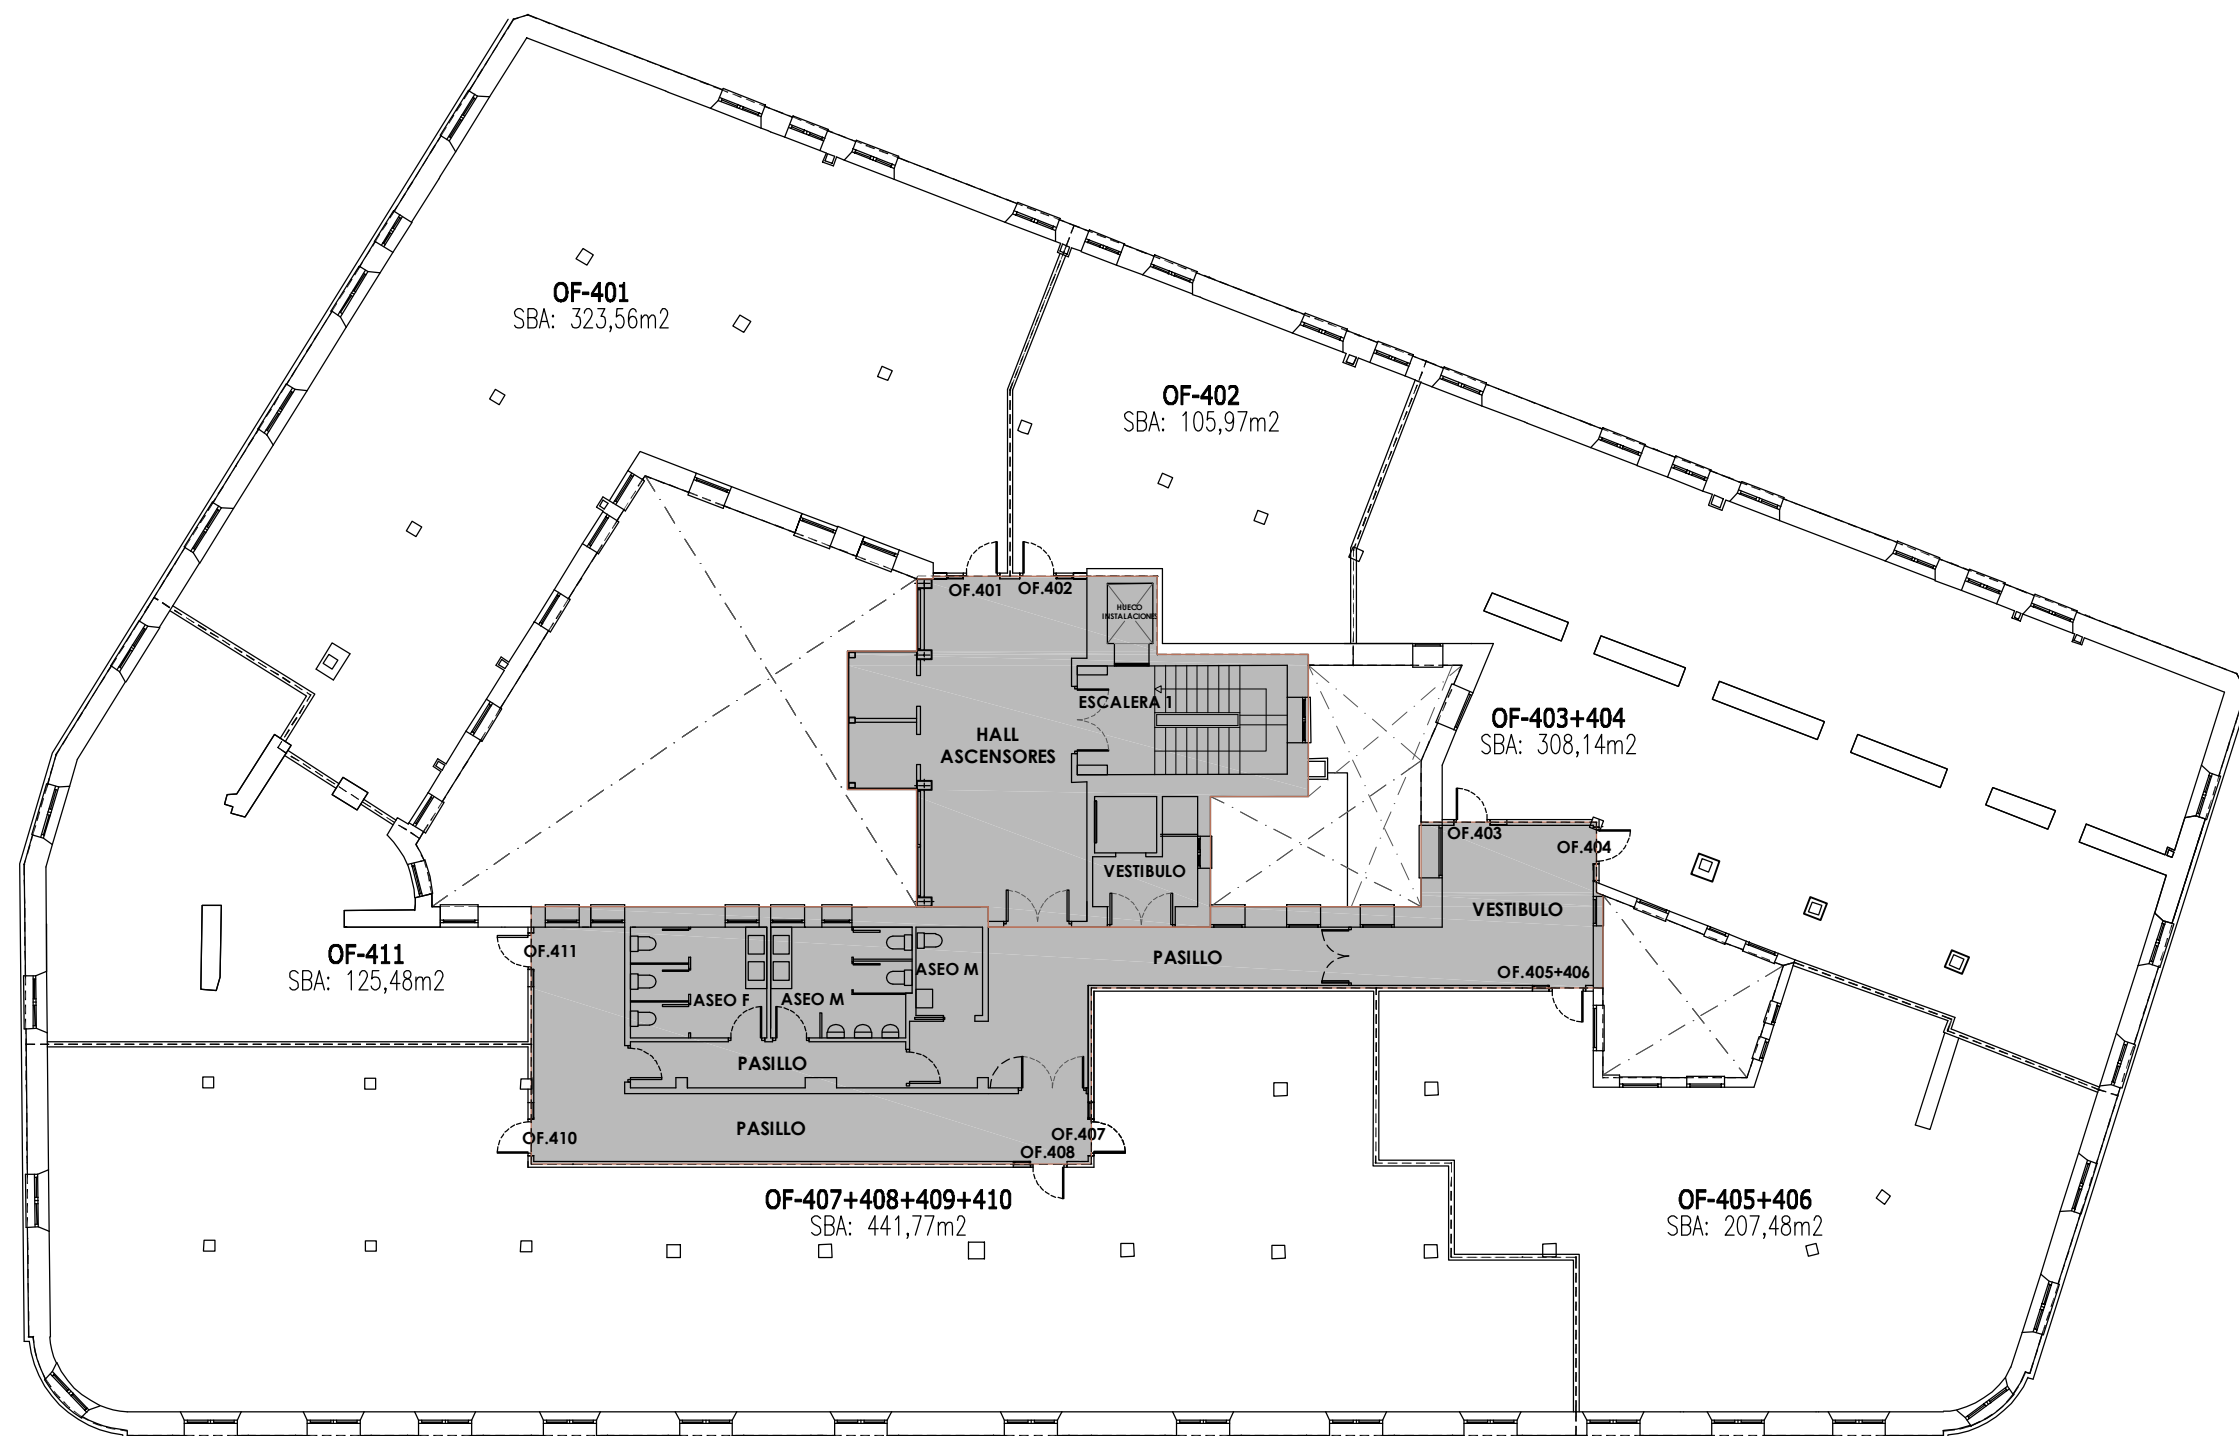 OF-401
SBA: 323,56m2
OF-402
SBA: 105,97m2
OF.401
OF.402
HUECO
INSTALACIONES
ESCALERA 1
HALL
ASCENSORES
OF-403+404
SBA: 308,14m2
OF.403
OF.404
VESTIBULO
VESTIBULO
OF-411
SBA: 125,48m2
OF.411
ASEO F
ASEO M
ASEO M
PASILLO
OF.405+406
PASILLO
PASILLO
OF.410
OF.407
OF.408
OF-407+408+409+410
SBA: 441,77m2
OF-405+406
SBA: 207,48m2